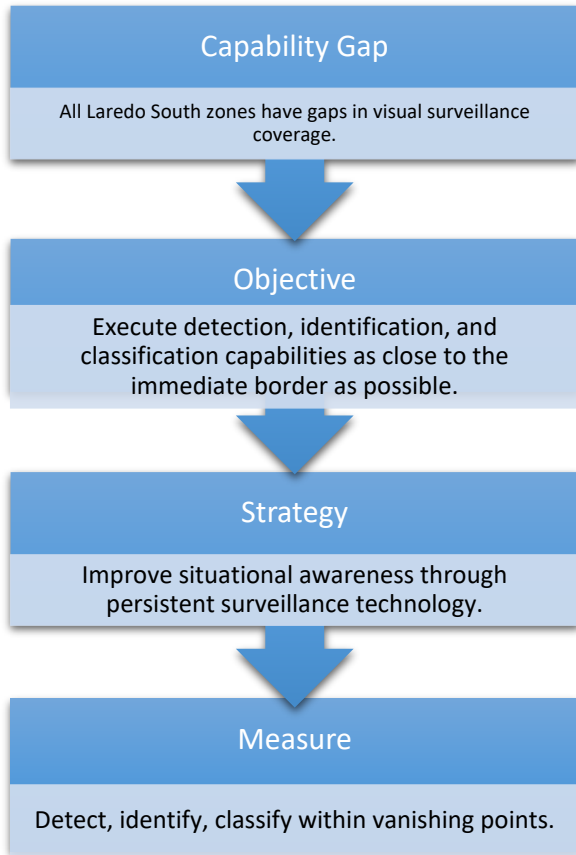 Capability Gap
All Laredo South zones have gaps in visual surveillance
coverage.
Objective
Execute detection, identification, and
classification capabilities as close to the
immediate border as possible.
Strategy
Improve situational awareness through
persistent surveillance technology.
Measure
Detect, identify, classify within vanishing points.